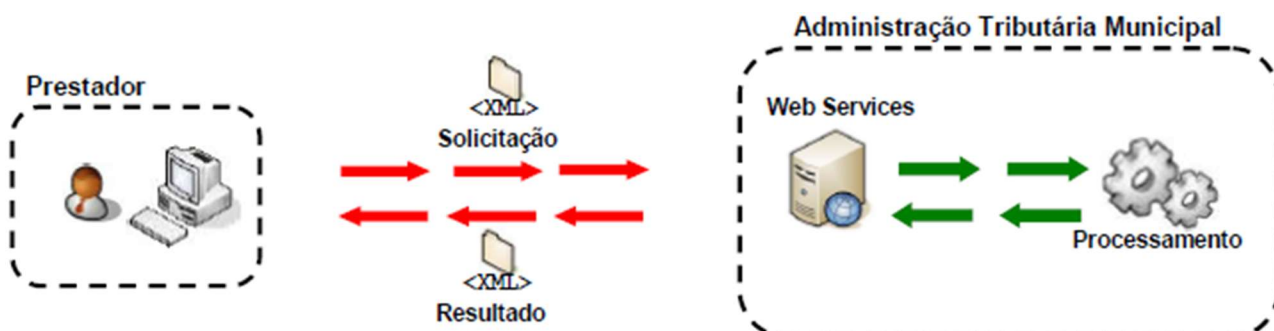 Administração Tributária Municipal
Prestador
<XML>
Solicitação
Web Services
Processamento
<XML>
Resultado